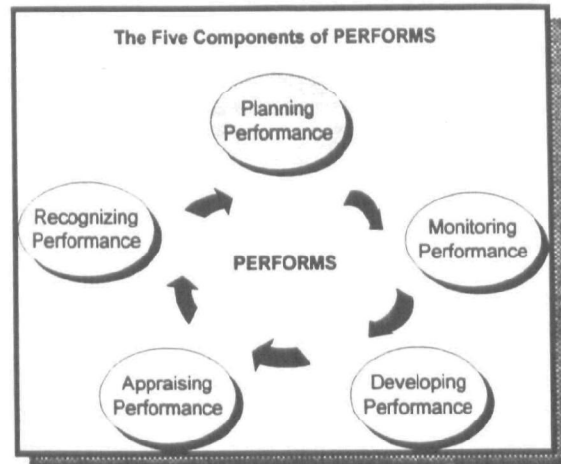 The Five Components of PERFORMS
Planning
Performance
Monitoring
Performance
Developing
Performance
Appraising
Performance
Recognizing
Performance
PERFORMS